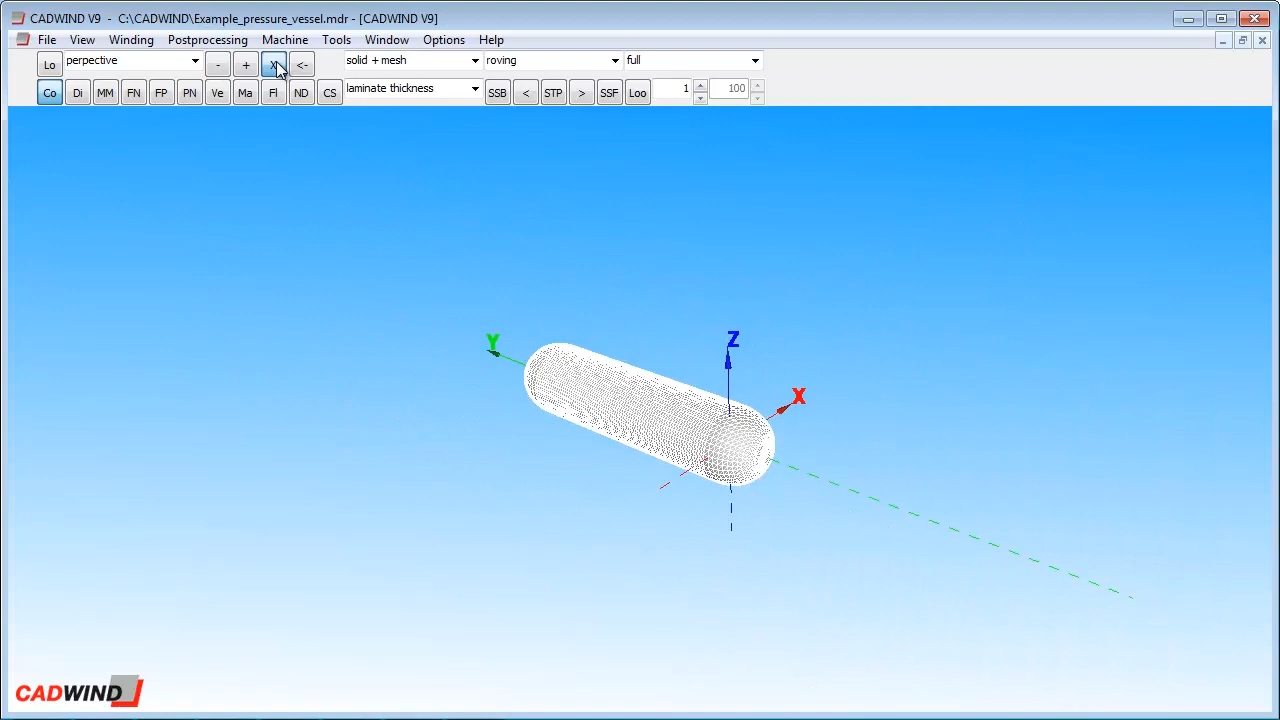 CADWIND V9 - C:\CADWIND\Example_pressure_vessel.mdr - [CADWIND V9]
File View Winding Postprocessing Machine Tools Window Options Help
Lo perpective - + X <- solid + mesh roving full
Co Di MM FN FP PN Ve Ma Fl ND CS laminate thickness SSB < STP > SSF Loo 1 100
Z
Y
X
CADWIND